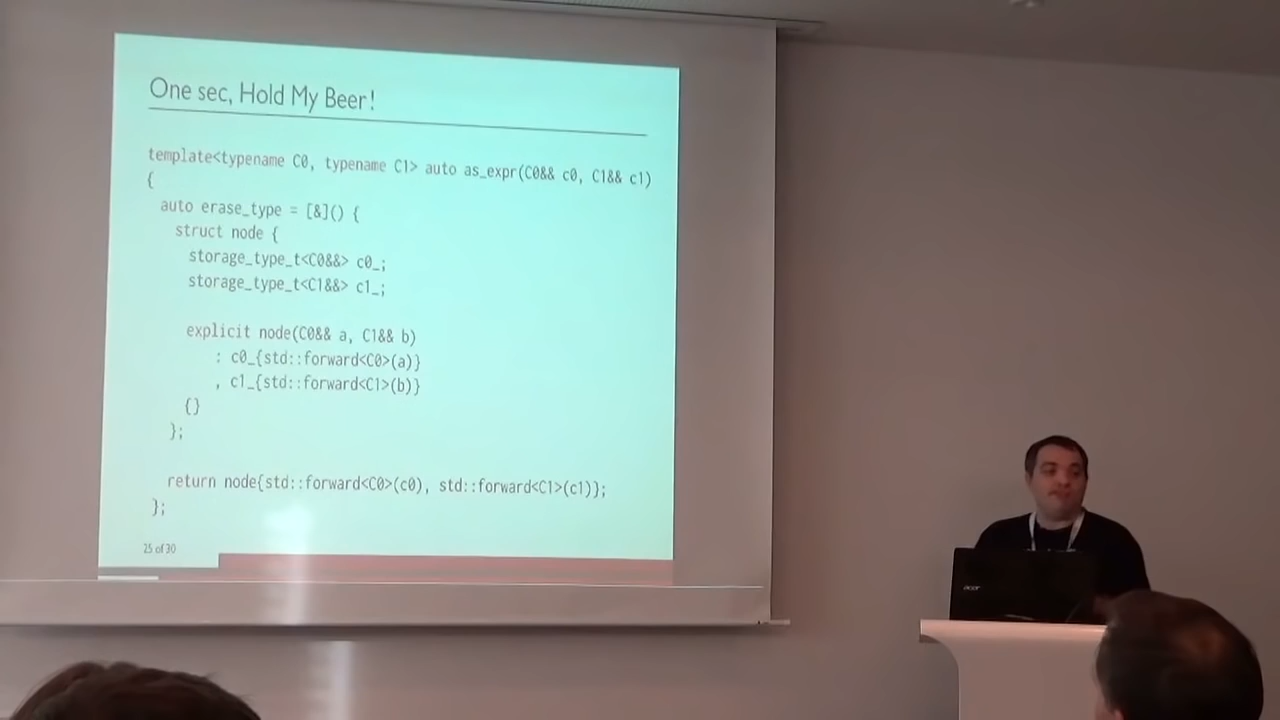 One sec, Hold My Beer!
template<typename C0, typename C1> auto as_expr(C0&& c0, C1&& c1)
{
auto erase_type = [&]() {
struct node {
storage_type_t<C0&&> c0_;
storage_type_t<C1&&> c1_;
explicit node(C0&& a, C1&& b)
: c0_{std::forward<C0>(a)}
, c1_{std::forward<C1>(b)}
{}
};
return node{std::forward<C0>(c0), std::forward<C1>(c1)};
};
25 of 30
acer